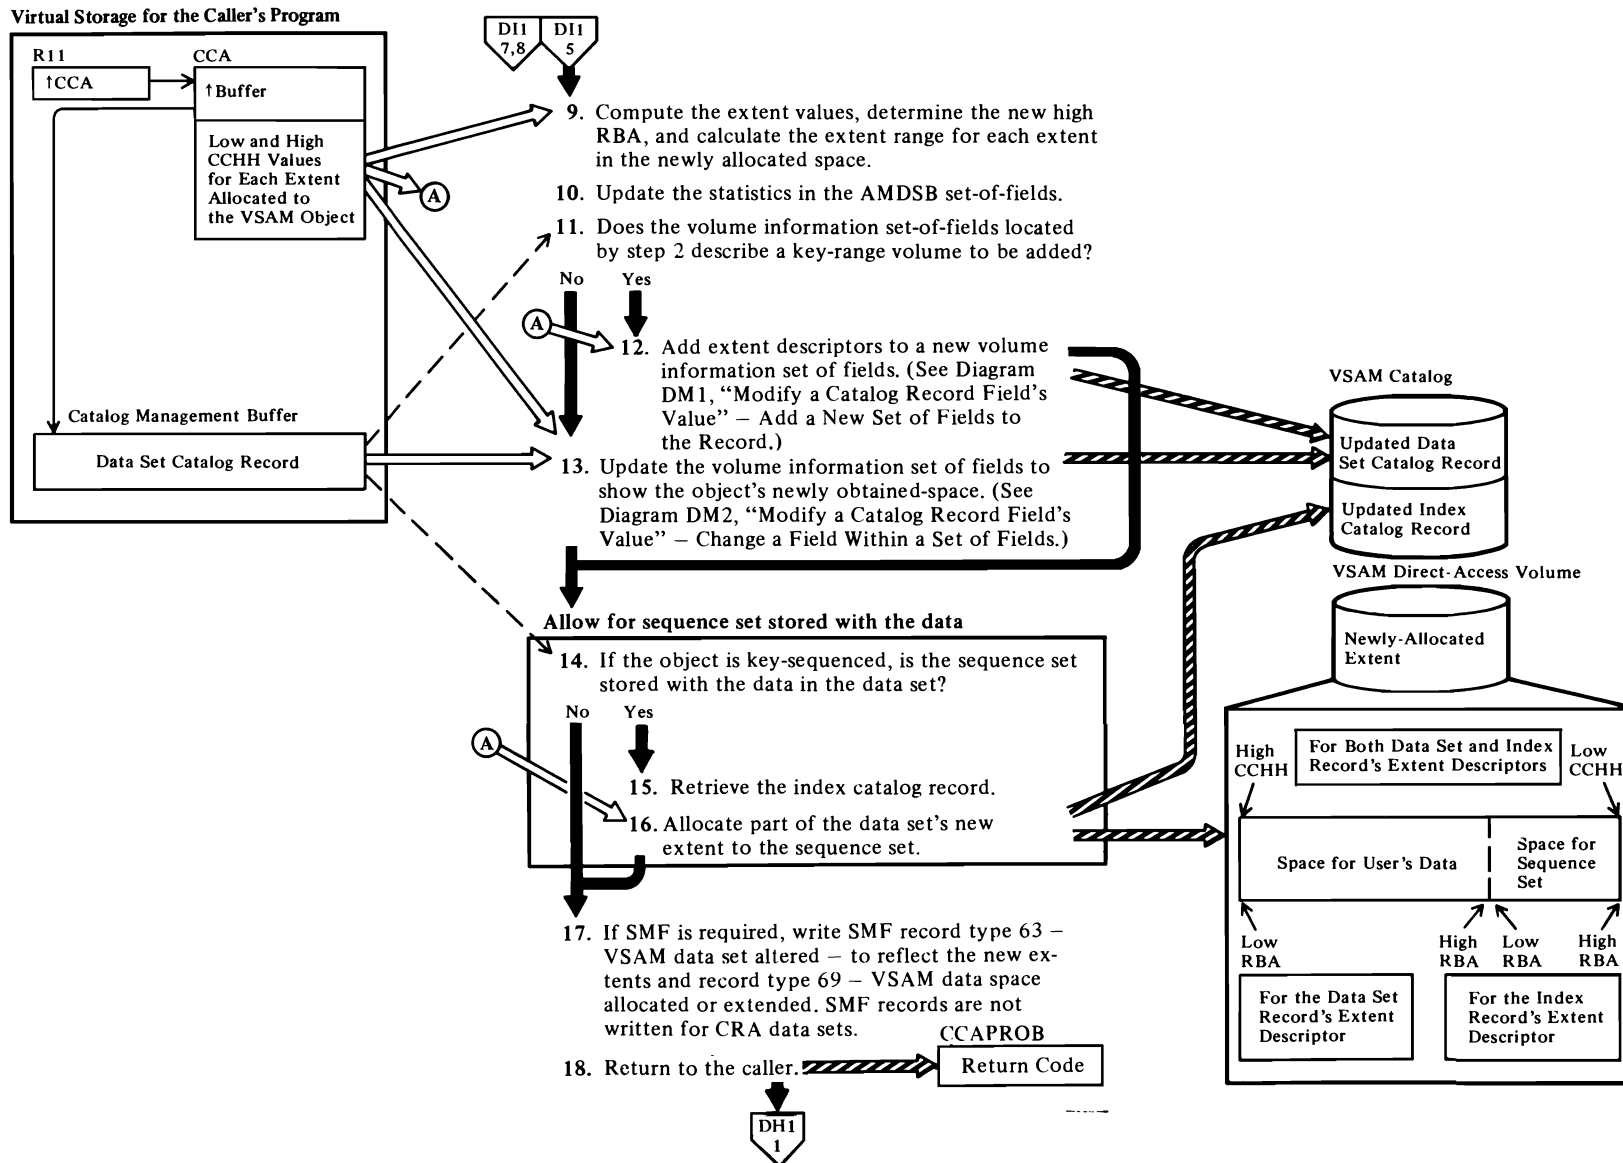 Virtual Storage for the Caller's Program
R11
↑CCA
CCA
↑Buffer
Low and High
CCHH Values
for Each Extent
Allocated to
the VSAM Object
A
Catalog Management Buffer
Data Set Catalog Record
DI1
7,8
DI1
5
9. Compute the extent values, determine the new high
RBA, and calculate the extent range for each extent
in the newly allocated space.
10. Update the statistics in the AMDSB set-of-fields.
11. Does the volume information set-of-fields located
by step 2 describe a key-range volume to be added?
No Yes
A
12. Add extent descriptors to a new volume
information set of fields. (See Diagram
DM1, “Modify a Catalog Record Field's
Value” – Add a New Set of Fields to
the Record.)
13. Update the volume information set of fields to
show the object's newly obtained-space. (See
Diagram DM2, “Modify a Catalog Record Field's
Value” – Change a Field Within a Set of Fields.)
Allow for sequence set stored with the data
14. If the object is key-sequenced, is the sequence set
stored with the data in the data set?
No Yes
A
15. Retrieve the index catalog record.
16. Allocate part of the data set's new
extent to the sequence set.
17. If SMF is required, write SMF record type 63 –
VSAM data set altered – to reflect the new ex-
tents and record type 69 – VSAM data space
allocated or extended. SMF records are not
written for CRA data sets.
18. Return to the caller.
CCAPROB
Return Code
DH1
1
VSAM Catalog
Updated Data
Set Catalog Record
Updated Index
Catalog Record
VSAM Direct-Access Volume
Newly-Allocated
Extent
High
CCHH
For Both Data Set and Index
Record's Extent Descriptors
Low
CCHH
Space for User's Data
Space for
Sequence
Set
Low
RBA
High
RBA
Low
RBA
High
RBA
For the Data Set
Record's Extent
Descriptor
For the Index
Record's Extent
Descriptor